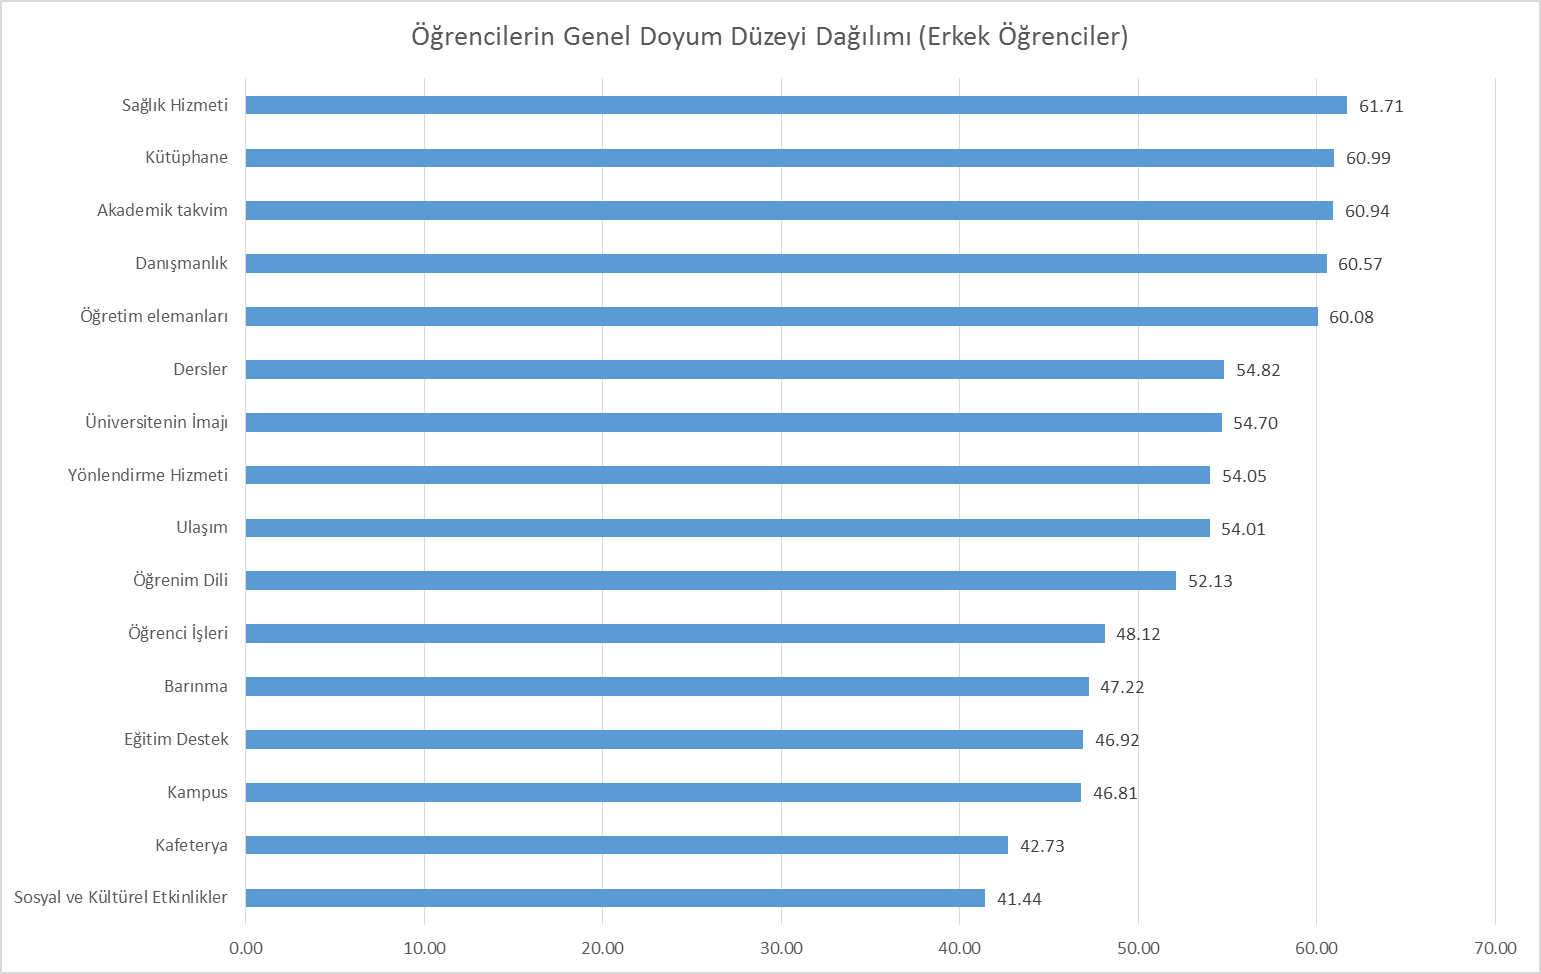 Öğrencilerin Genel Doyum Düzeyi Dağılımı (Erkek Öğrenciler)
Sağlık Hizmeti 61.71
Kütüphane 60.99
Akademik takvim 60.94
Danışmanlık 60.57
Öğretim elemanları 60.08
Dersler 54.82
Üniversitenin İmajı 54.70
Yönlendirme Hizmeti 54.05
Ulaşım 54.01
Öğrenim Dili 52.13
Öğrenci İşleri 48.12
Barınma 47.22
Eğitim Destek 46.92
Kampus 46.81
Kafeterya 42.73
Sosyal ve Kültürel Etkinlikler 41.44
0.00 10.00 20.00 30.00 40.00 50.00 60.00 70.00